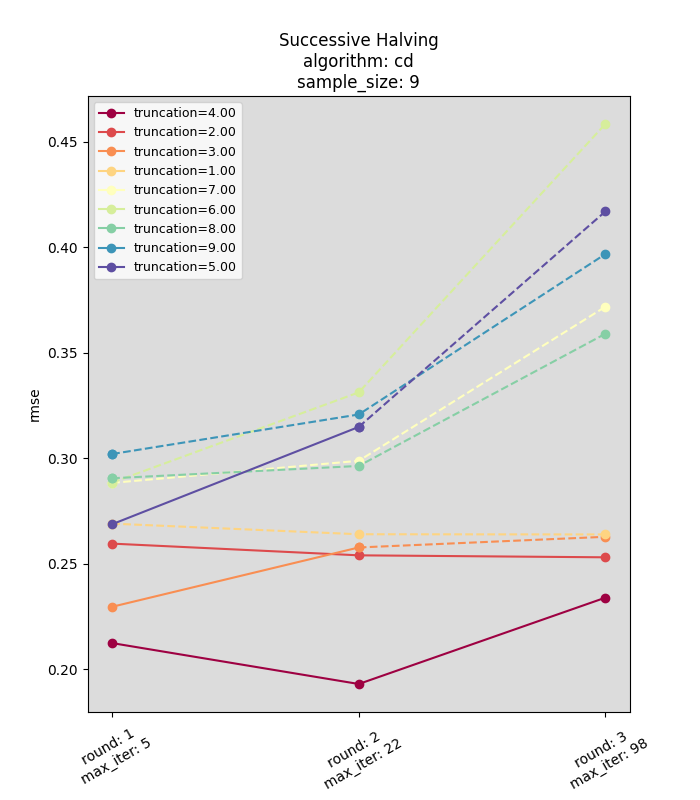 Successive Halving
algorithm: cd
sample_size: 9
truncation=4.00
truncation=2.00
truncation=3.00
truncation=1.00
truncation=7.00
truncation=6.00
truncation=8.00
truncation=9.00
truncation=5.00
0.45
0.40
0.35
0.30
0.25
0.20
rmse
round: 1
max_iter: 5
round: 2
max_iter: 22
round: 3
max_iter: 98